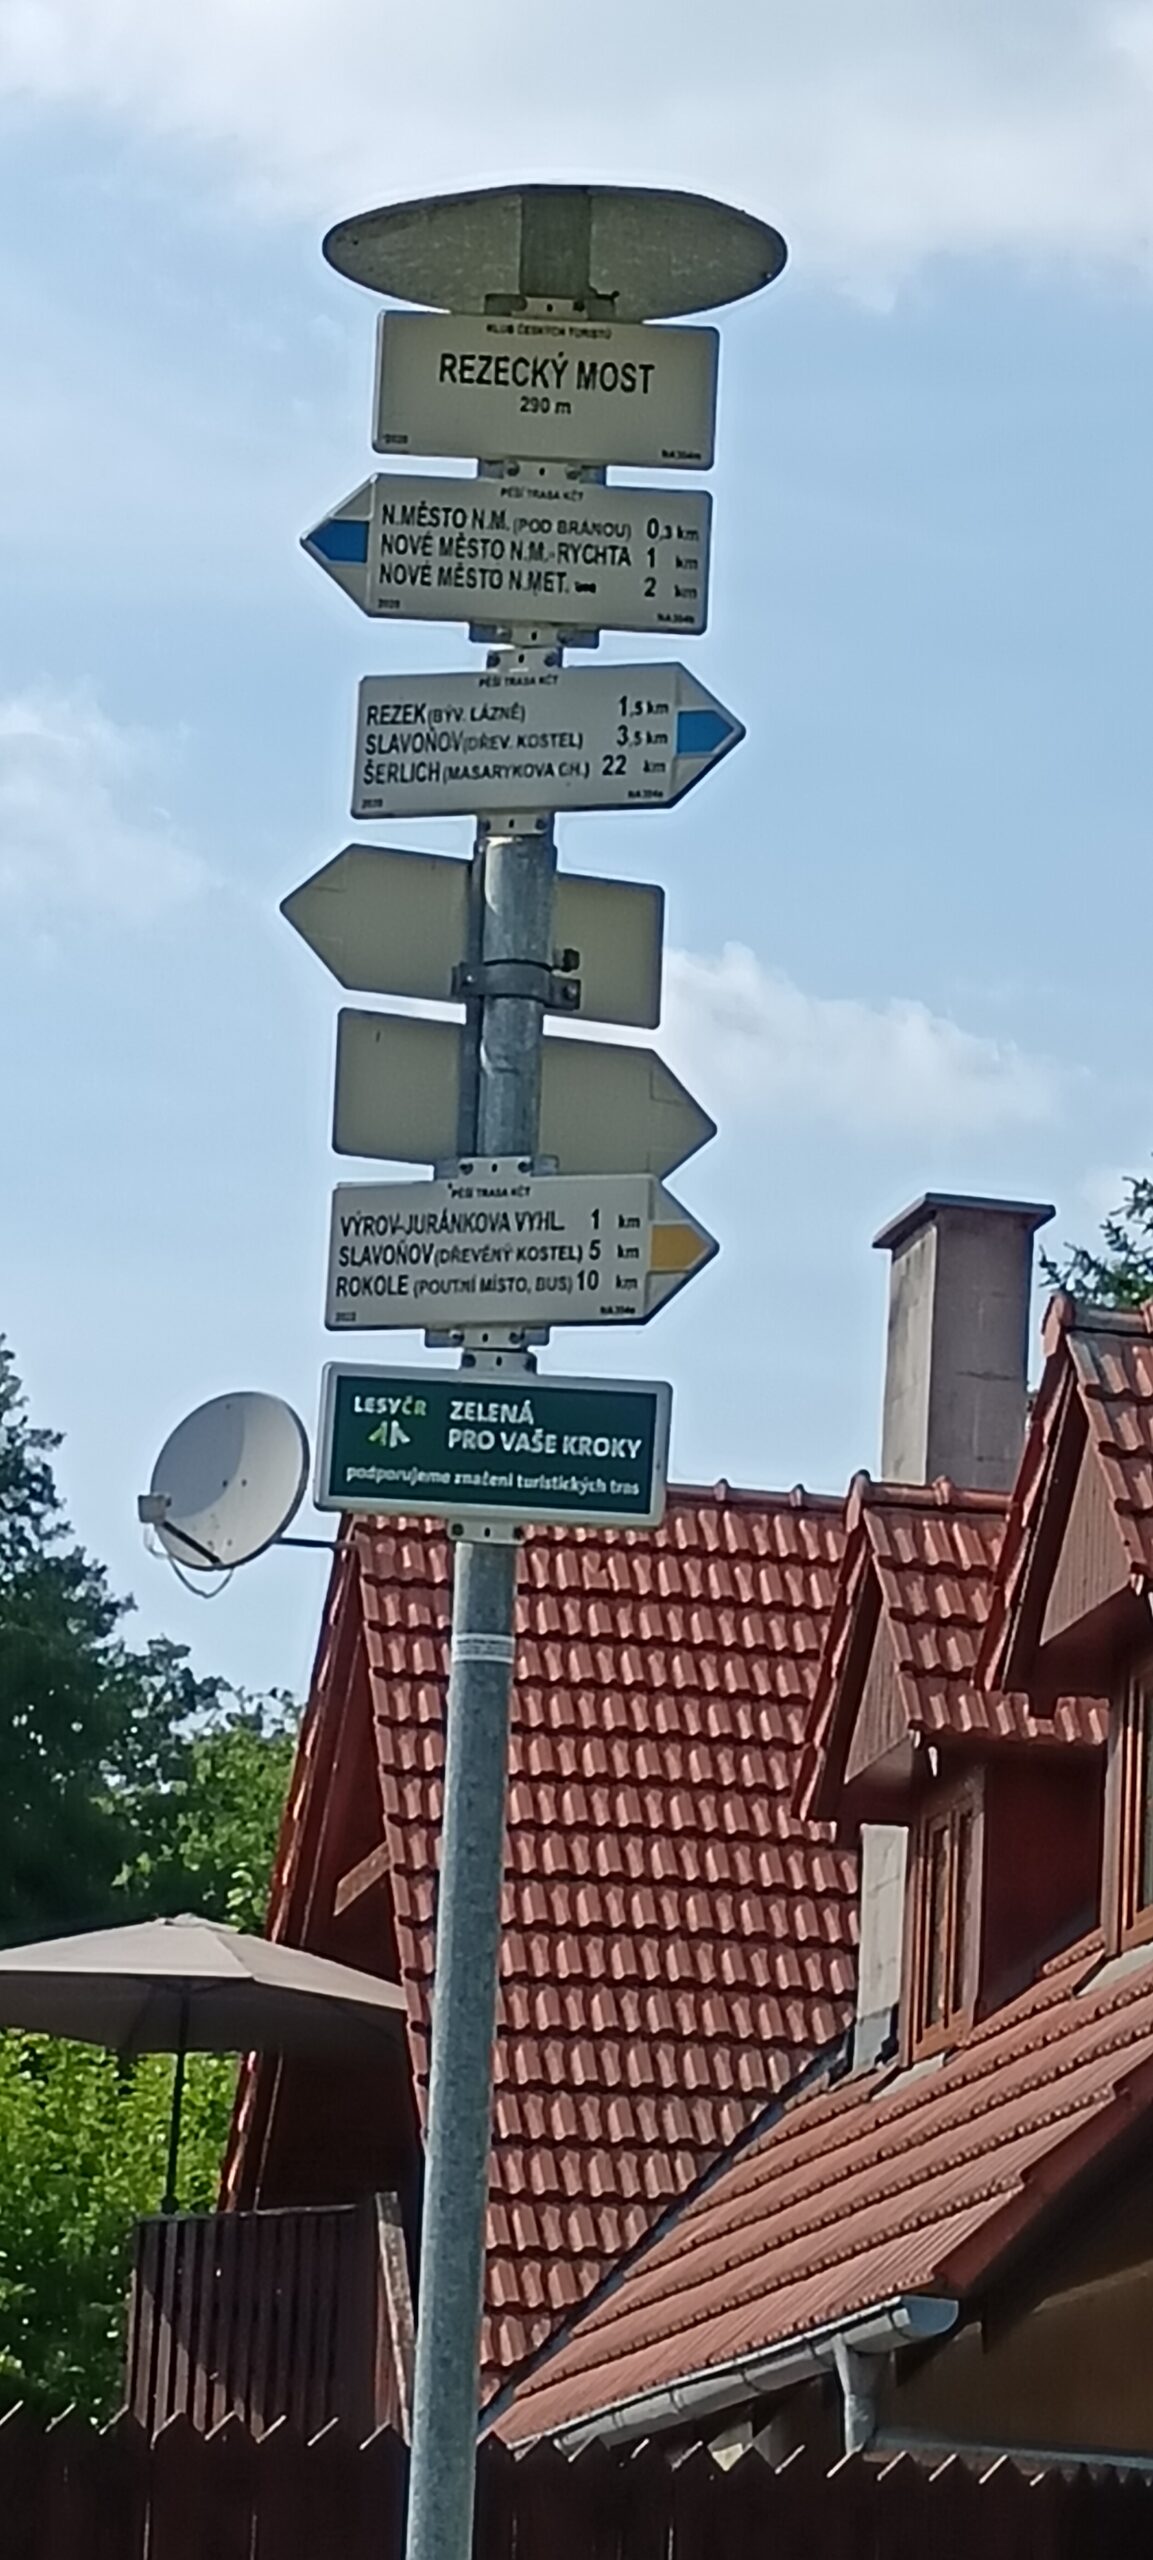 KLUB ČESKÝCH TURISTŮ
REZECKÝ MOST
290 m
2020
PĚŠÍ TRASA KČT
N.MĚSTO N.M. (POD BRANOU) 0,3 km
NOVÉ MĚSTO N.M.-RYCHTA 1 km
NOVÉ MĚSTO N.MET. 2 km
2020
PĚŠÍ TRASA KČT
REZEK (BÝV. LÁZNĚ) 1,5 km
SLAVOŇOV (DŘEV. KOSTEL) 3,5 km
ŠERLICH (MASARYKOVA CH.) 22 km
2020
PĚŠÍ TRASA KČT
VÝROV-JURÁNKOVA VYHL. 1 km
SLAVOŇOV (DŘEVĚNÝ KOSTEL) 5 km
ROKOLE (POUTNÍ MÍSTO, BUS) 10 km
LESY ČR
ZELENÁ
PRO VAŠE KROKY
podporujeme značení turistických tras